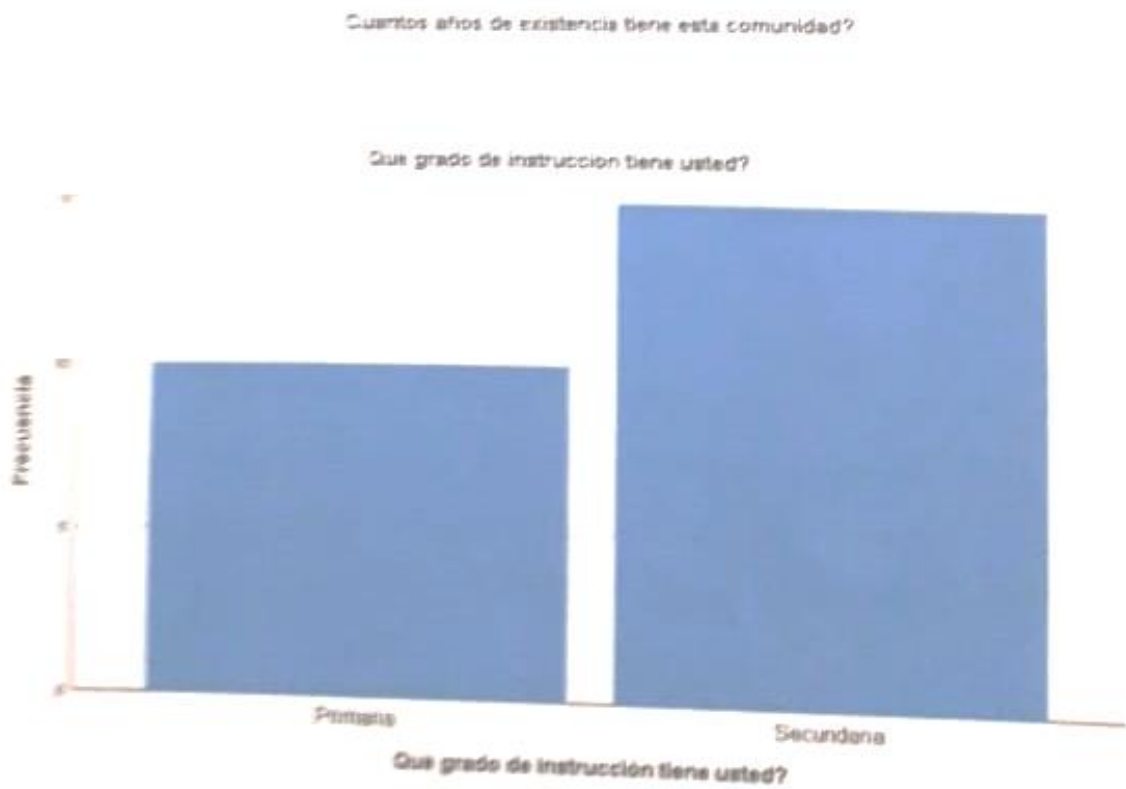 Cuantos años de existencia tiene esta comunidad?
Que grado de instruccion tiene usted?
Frecuencia
Primaria
Secundaria
Que grado de instrucción tiene usted?